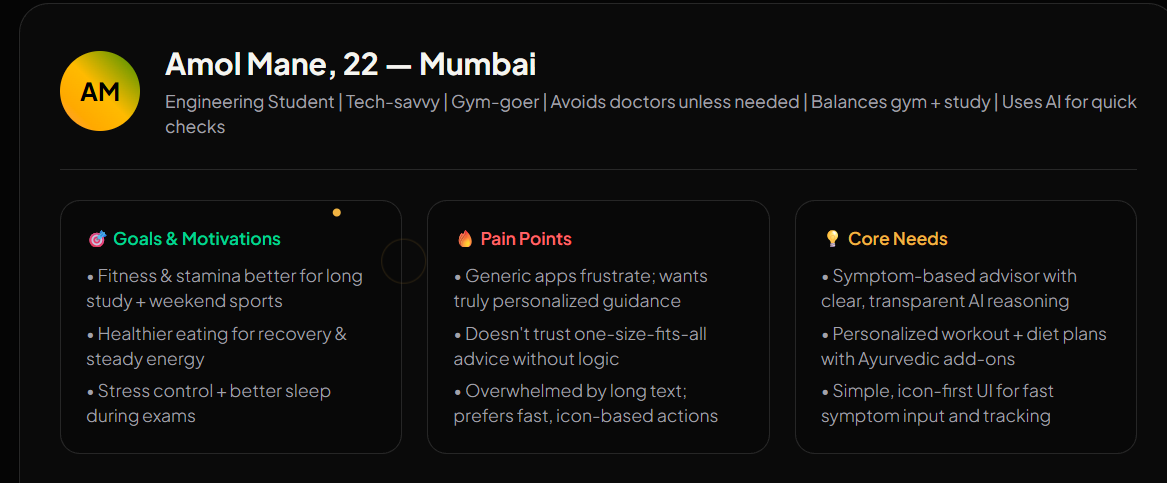 AM
Amol Mane, 22 — Mumbai
Engineering Student | Tech-savvy | Gym-goer | Avoids doctors unless needed | Balances gym + study | Uses AI for quick
checks
🎯 Goals & Motivations
• Fitness & stamina better for long
study + weekend sports
• Healthier eating for recovery &
steady energy
• Stress control + better sleep
during exams
🔥 Pain Points
• Generic apps frustrate; wants
truly personalized guidance
• Doesn't trust one-size-fits-all
advice without logic
• Overwhelmed by long text;
prefers fast, icon-based actions
💡 Core Needs
• Symptom-based advisor with
clear, transparent AI reasoning
• Personalized workout + diet plans
with Ayurvedic add-ons
• Simple, icon-first UI for fast
symptom input and tracking